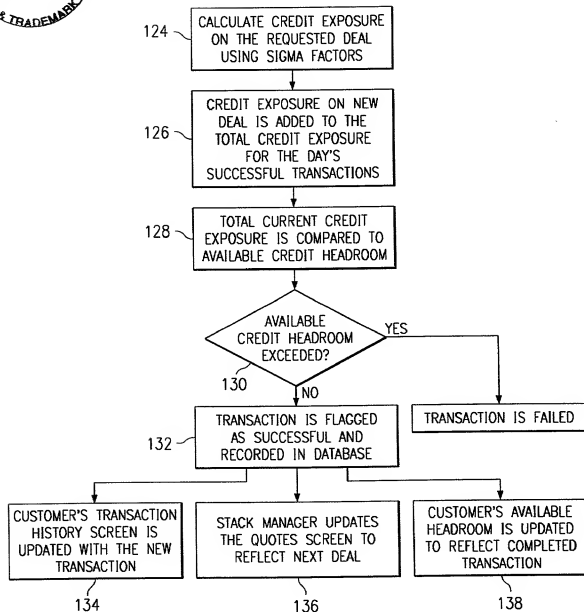 & TRADEMARK
CALCULATE CREDIT EXPOSURE
ON THE REQUESTED DEAL
USING SIGMA FACTORS
124
CREDIT EXPOSURE ON NEW
DEAL IS ADDED TO THE
TOTAL CREDIT EXPOSURE
FOR THE DAY'S
SUCCESSFUL TRANSACTIONS
126
TOTAL CURRENT CREDIT
EXPOSURE IS COMPARED TO
AVAILABLE CREDIT HEADROOM
128
AVAILABLE
CREDIT HEADROOM
EXCEEDED?
130
YES
NO
TRANSACTION IS FAILED
TRANSACTION IS FLAGGED
AS SUCCESSFUL AND
RECORDED IN DATABASE
132
CUSTOMER'S TRANSACTION
HISTORY SCREEN IS
UPDATED WITH THE NEW
TRANSACTION
134
STACK MANAGER UPDATES
THE QUOTES SCREEN TO
REFLECT NEXT DEAL
136
CUSTOMER'S AVAILABLE
HEADROOM IS UPDATED
TO REFLECT COMPLETED
TRANSACTION
138